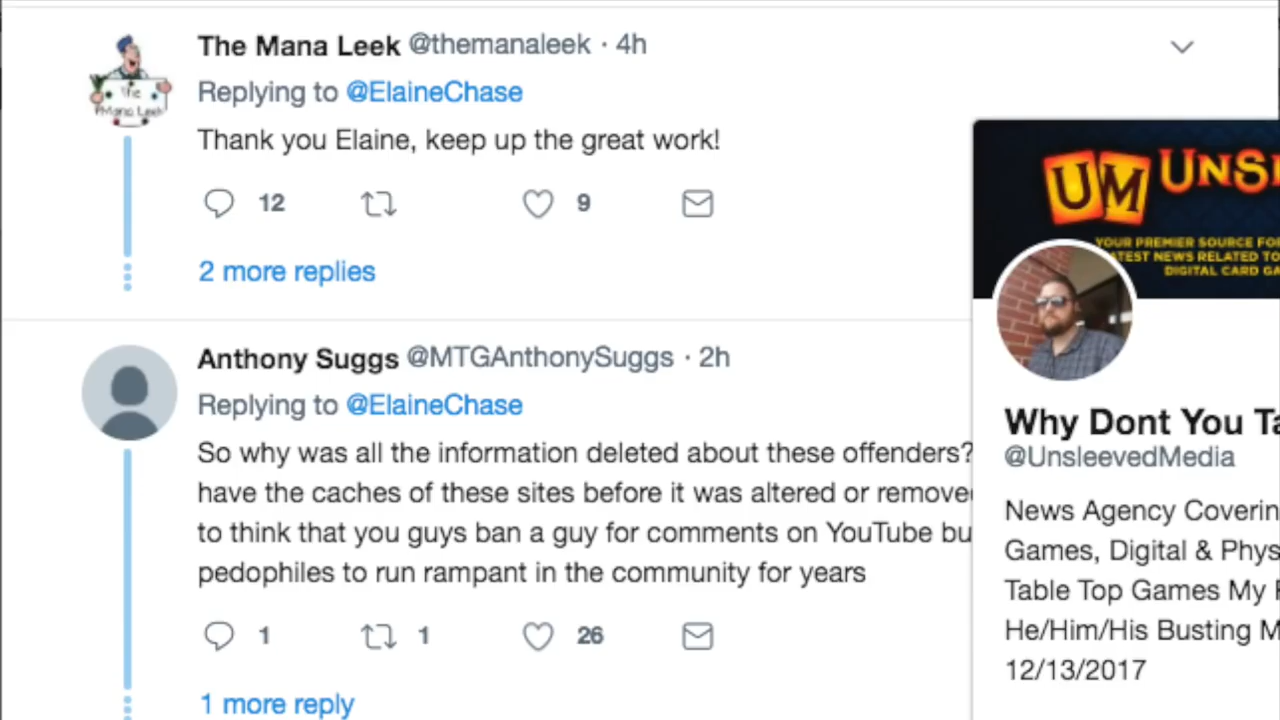 The Mana Leek @themanaleek · 4h
Replying to @ElaineChase
Thank you Elaine, keep up the great work!
12 9
2 more replies
Anthony Suggs @MTGAnthonySuggs · 2h
Replying to @ElaineChase
So why was all the information deleted about these offenders?
have the caches of these sites before it was altered or remove
to think that you guys ban a guy for comments on YouTube bu
pedophiles to run rampant in the community for years
1 1 26
1 more reply
UM UNS
YOUR PREMIER SOURCE FO
ATEST NEWS RELATED TO
DIGITAL CARD GA
Why Dont You Ta
@UnsleevedMedia
News Agency Coverin
Games, Digital & Phys
Table Top Games My
He/Him/His Busting M
12/13/2017